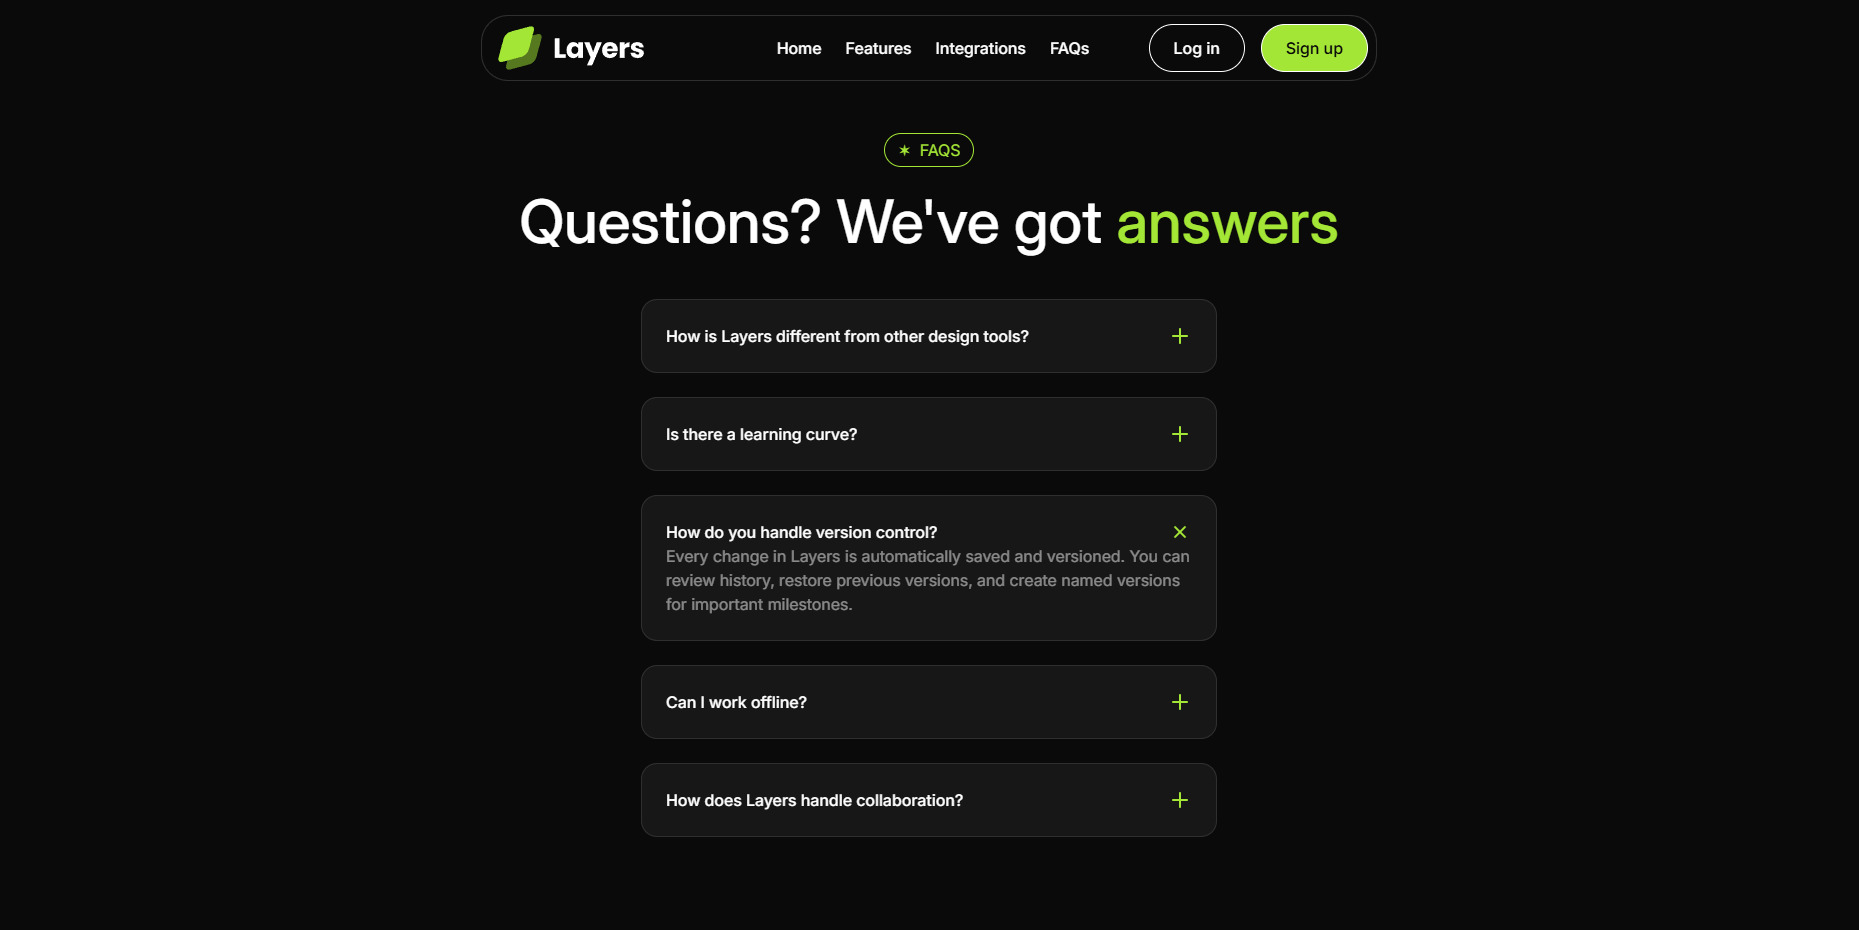 Layers
Home Features Integrations FAQs Log in Sign up
✶ FAQS
Questions? We've got answers
How is Layers different from other design tools?
Is there a learning curve?
How do you handle version control?
Every change in Layers is automatically saved and versioned. You can
review history, restore previous versions, and create named versions
for important milestones.
Can I work offline?
How does Layers handle collaboration?